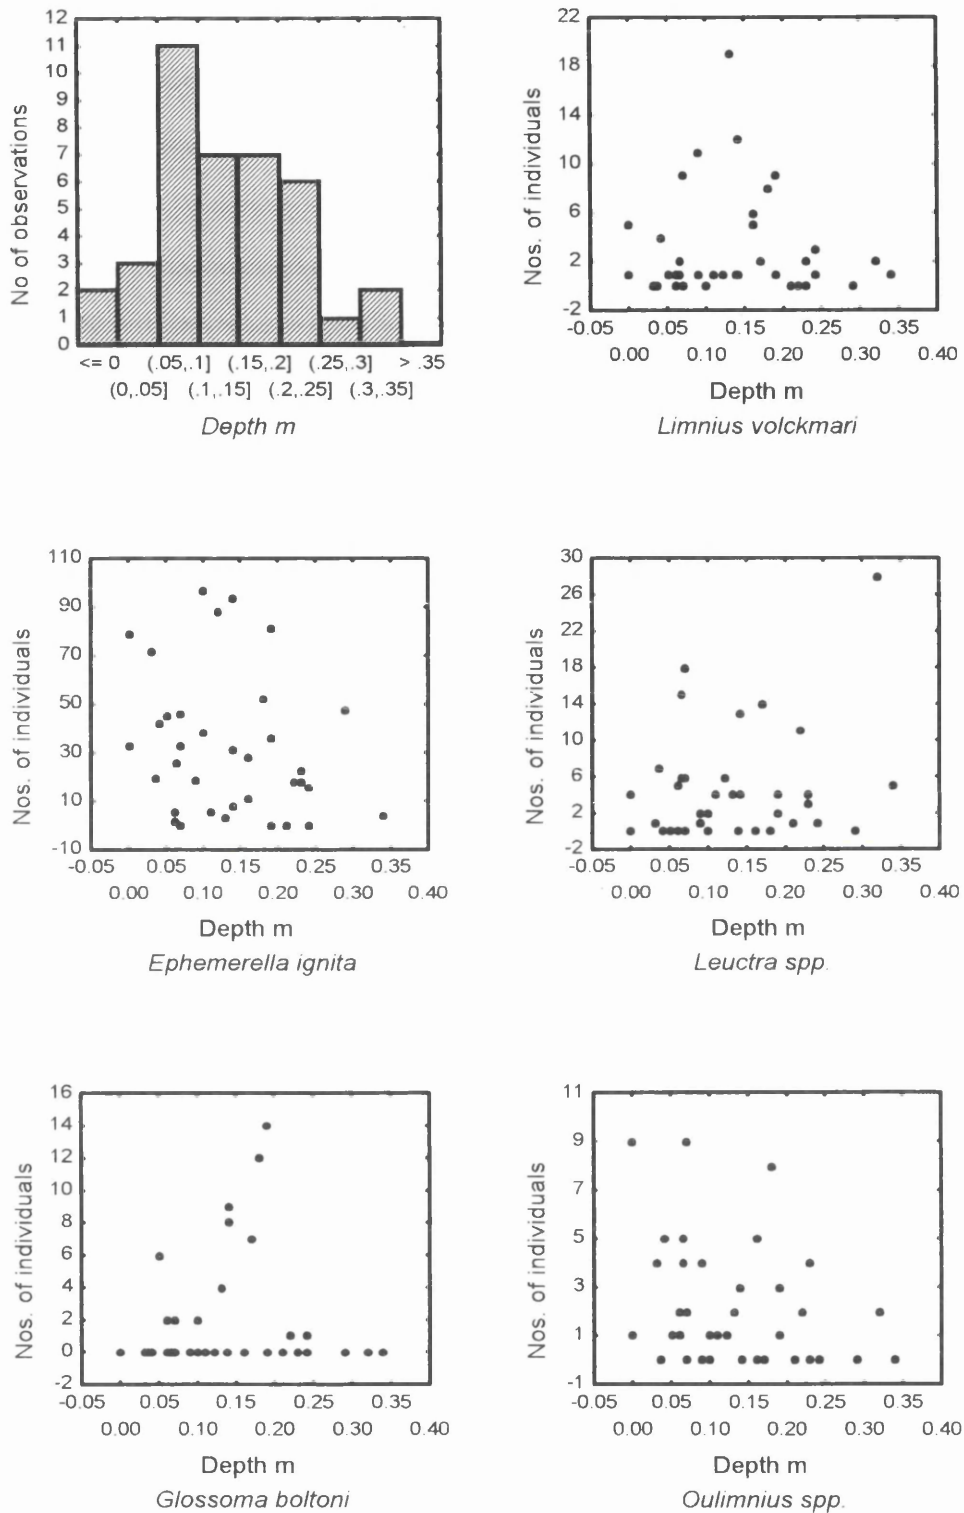 12
11
10
9
8
7
6
5
4
3
2
1
0
No of observations
<= 0 (.05,.1] (.15,.2] (.25,.3] > .35
(0,.05] (.1,.15] (.2,.25] (.3,.35]
Depth m
22
18
14
10
6
2
-2
Nos. of individuals
-0.05 0.05 0.15 0.25 0.35
0.00 0.10 0.20 0.30 0.40
Depth m
Limnius volckmari
110
90
70
50
30
10
-10
Nos. of individuals
-0.05 0.05 0.15 0.25 0.35
0.00 0.10 0.20 0.30 0.40
Depth m
Ephemerella ignita
30
26
22
18
14
10
6
2
-2
Nos. of individuals
-0.05 0.05 0.15 0.25 0.35
0.00 0.10 0.20 0.30 0.40
Depth m
Leuctra spp.
16
14
12
10
8
6
4
2
0
-2
Nos. of individuals
-0.05 0.05 0.15 0.25 0.35
0.00 0.10 0.20 0.30 0.40
Depth m
Glossoma boltoni
11
9
7
5
3
1
-1
Nos. of individuals
-0.05 0.05 0.15 0.25 0.35
0.00 0.10 0.20 0.30 0.40
Depth m
Oulimnius spp.